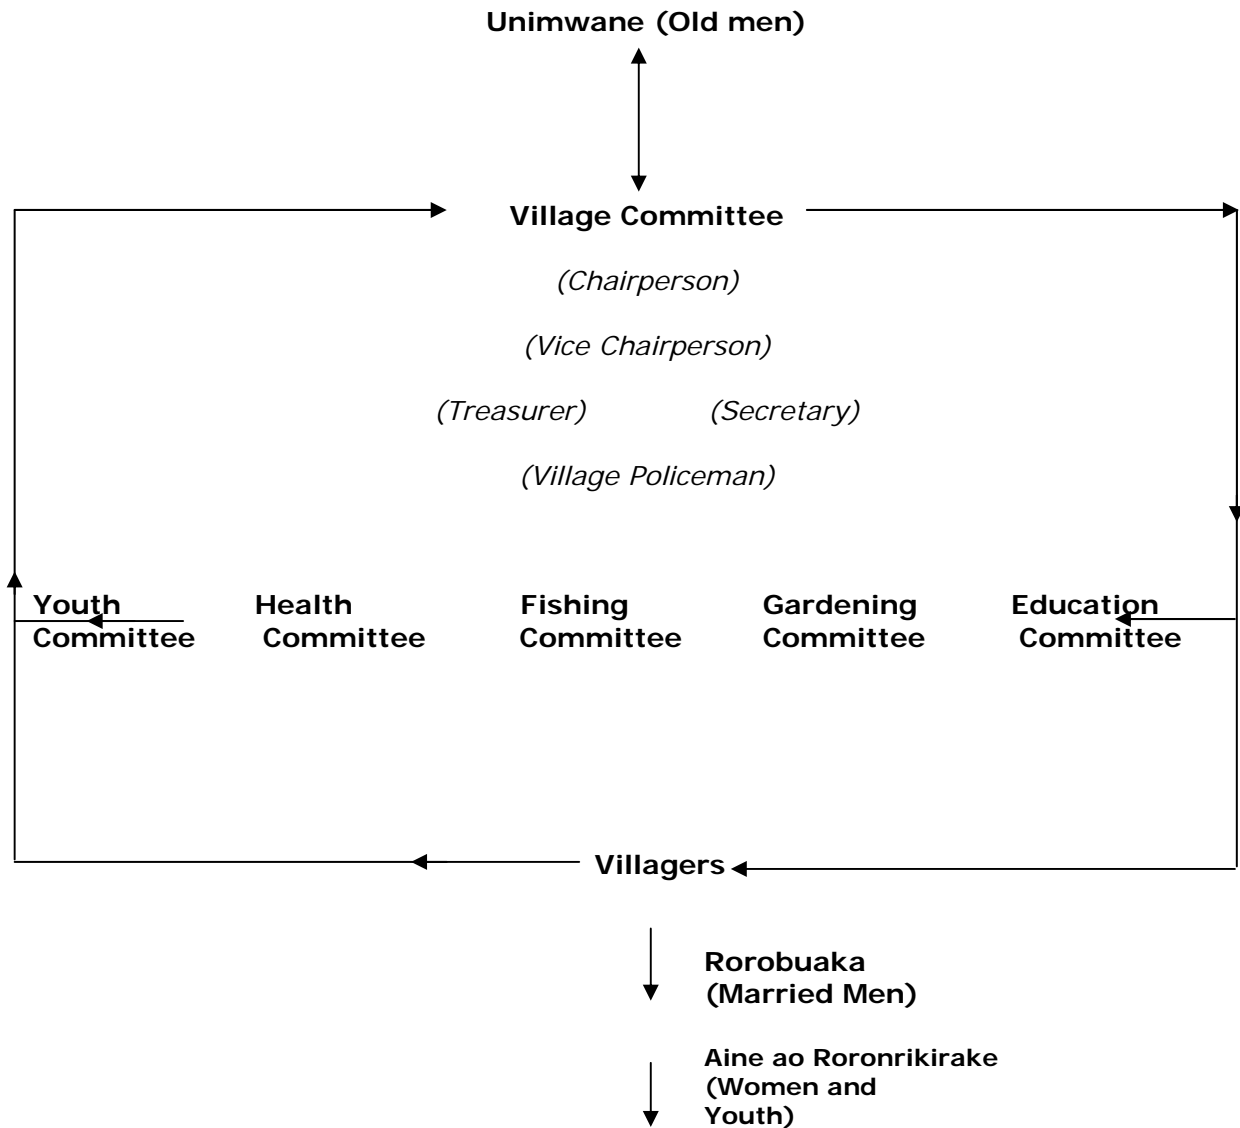 Unimwane (Old men)
Village Committee
(Chairperson)
(Vice Chairperson)
(Treasurer) (Secretary)
(Village Policeman)
Youth Health Fishing Gardening Education
Committee Committee Committee Committee Committee
Villagers
Rorobuaka
(Married Men)
Aine ao Roronrikirake
(Women and
Youth)